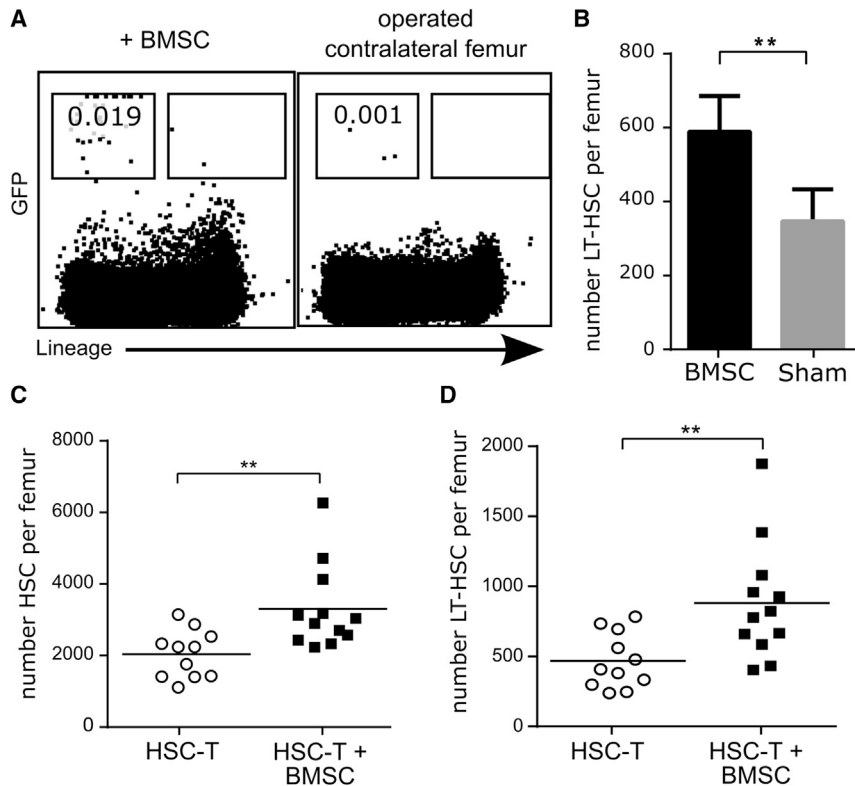 A
+ BMSC
operated
contralateral femur
0.019
0.001
GFP
Lineage
B
**
number LT-HSC per femur
800
600
400
200
0
BMSC
Sham
C
**
number HSC per femur
8000
6000
4000
2000
0
HSC-T
HSC-T +
BMSC
D
**
number LT-HSC per femur
2000
1500
1000
500
0
HSC-T
HSC-T +
BMSC